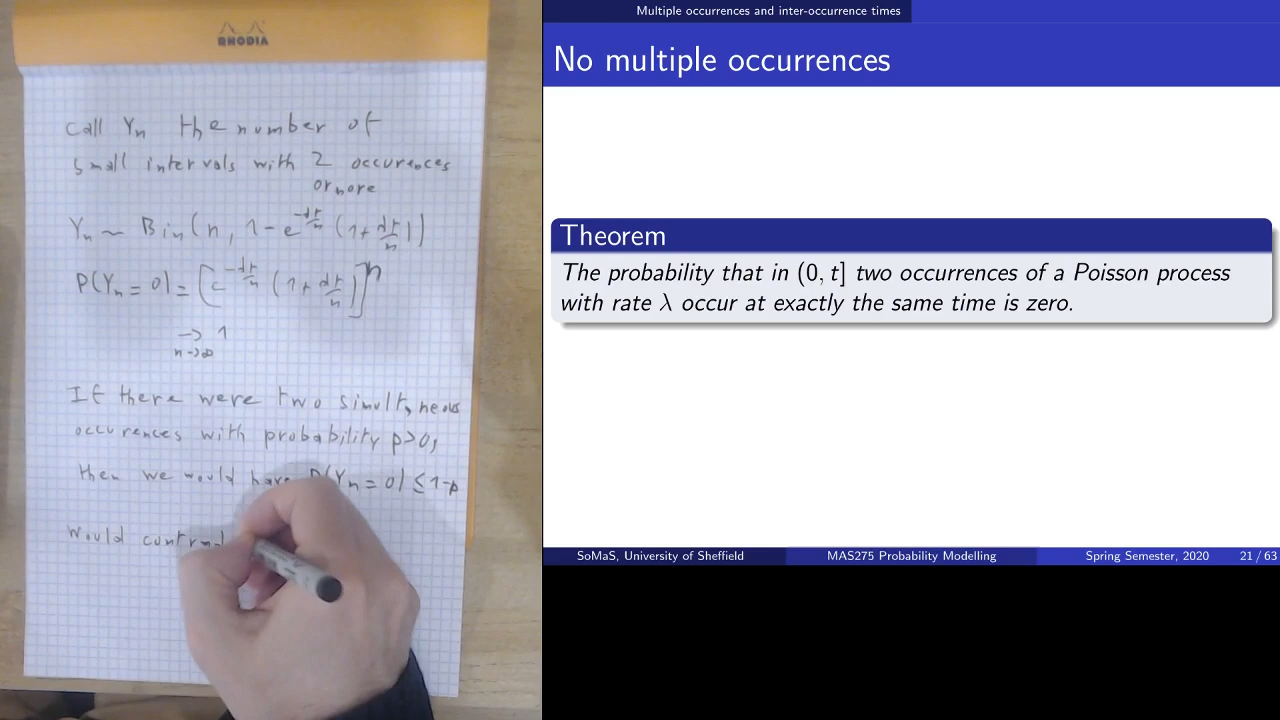 RHODIA
call Yₙ the number of
small intervals with 2 occurences
or more
Yₙ ~ Bin(n, 1-e^{-λt/n} (1+λt/n))
P(Yₙ=0) = [e^{-λt/n} (1+λt/n)]^n
→ 1
n→∞
If there were two simultaneous
occurences with probability p>0,
then we would have P(Yₙ=0) ≤ 1-p
would
Multiple occurrences and inter-occurrence times
No multiple occurrences
Theorem
The probability that in (0, t] two occurrences of a Poisson process
with rate λ occur at exactly the same time is zero.
SoMaS, University of Sheffield MAS275 Probability Modelling Spring Semester, 2020 21 / 63